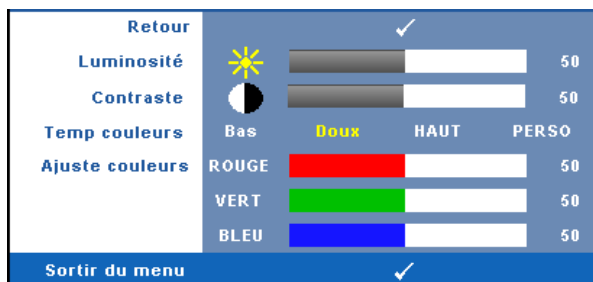 Retour
Luminosité 50
Contraste 50
Temp couleurs Bas Doux HAUT PERSO
Ajuste couleurs ROUGE 50
VERT 50
BLEU 50
Sortir du menu